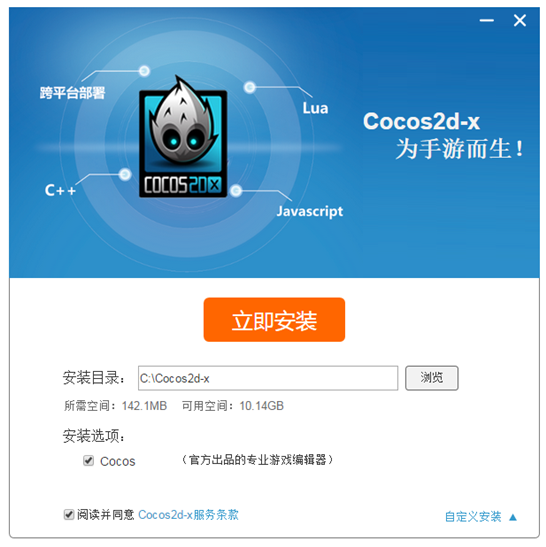 跨平台部署
Lua
Cocos2d-x
为手游而生！
COCOS2DX
C++
Javascript
立即安装
安装目录： C:\Cocos2d-x 浏览
所需空间：142.1MB 可用空间：10.14GB
安装选项：
Cocos （官方出品的专业游戏编辑器）
阅读并同意 Cocos2d-x服务条款
自定义安装 ▲